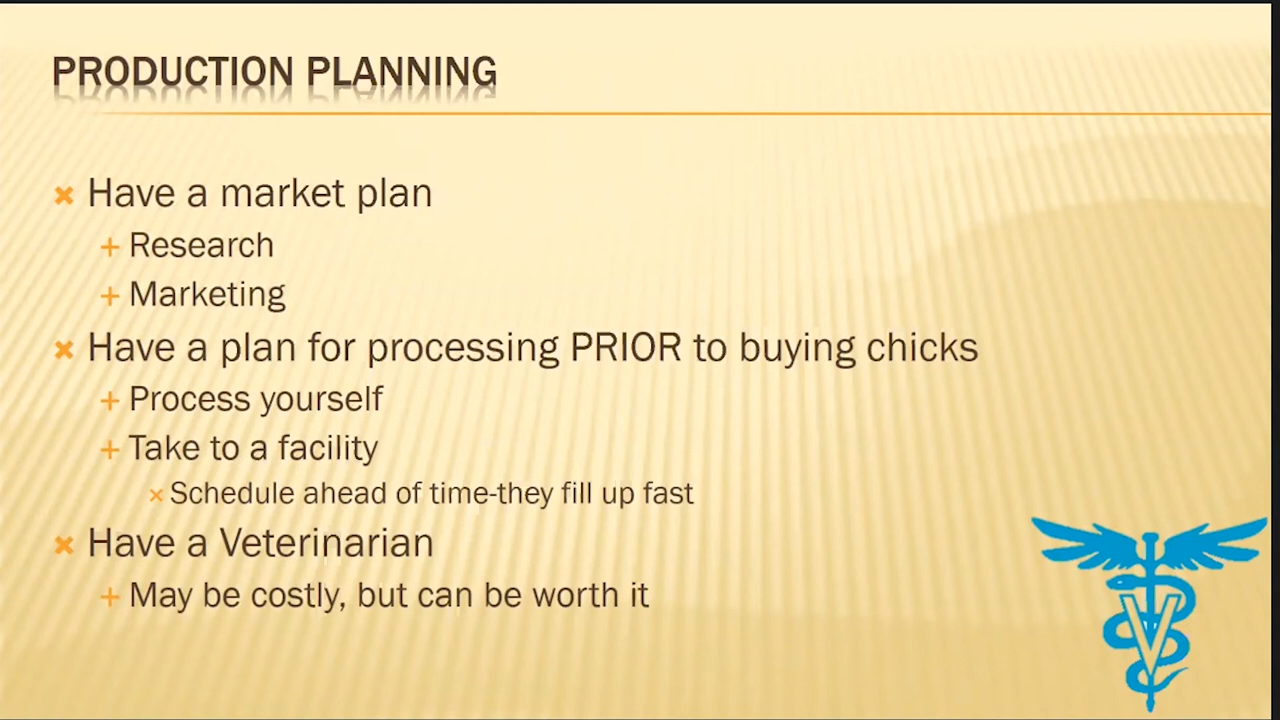 PRODUCTION PLANNING
Have a market plan
Research
Marketing
Have a plan for processing PRIOR to buying chicks
Process yourself
Take to a facility
Schedule ahead of time-they fill up fast
Have a Veterinarian
May be costly, but can be worth it
V